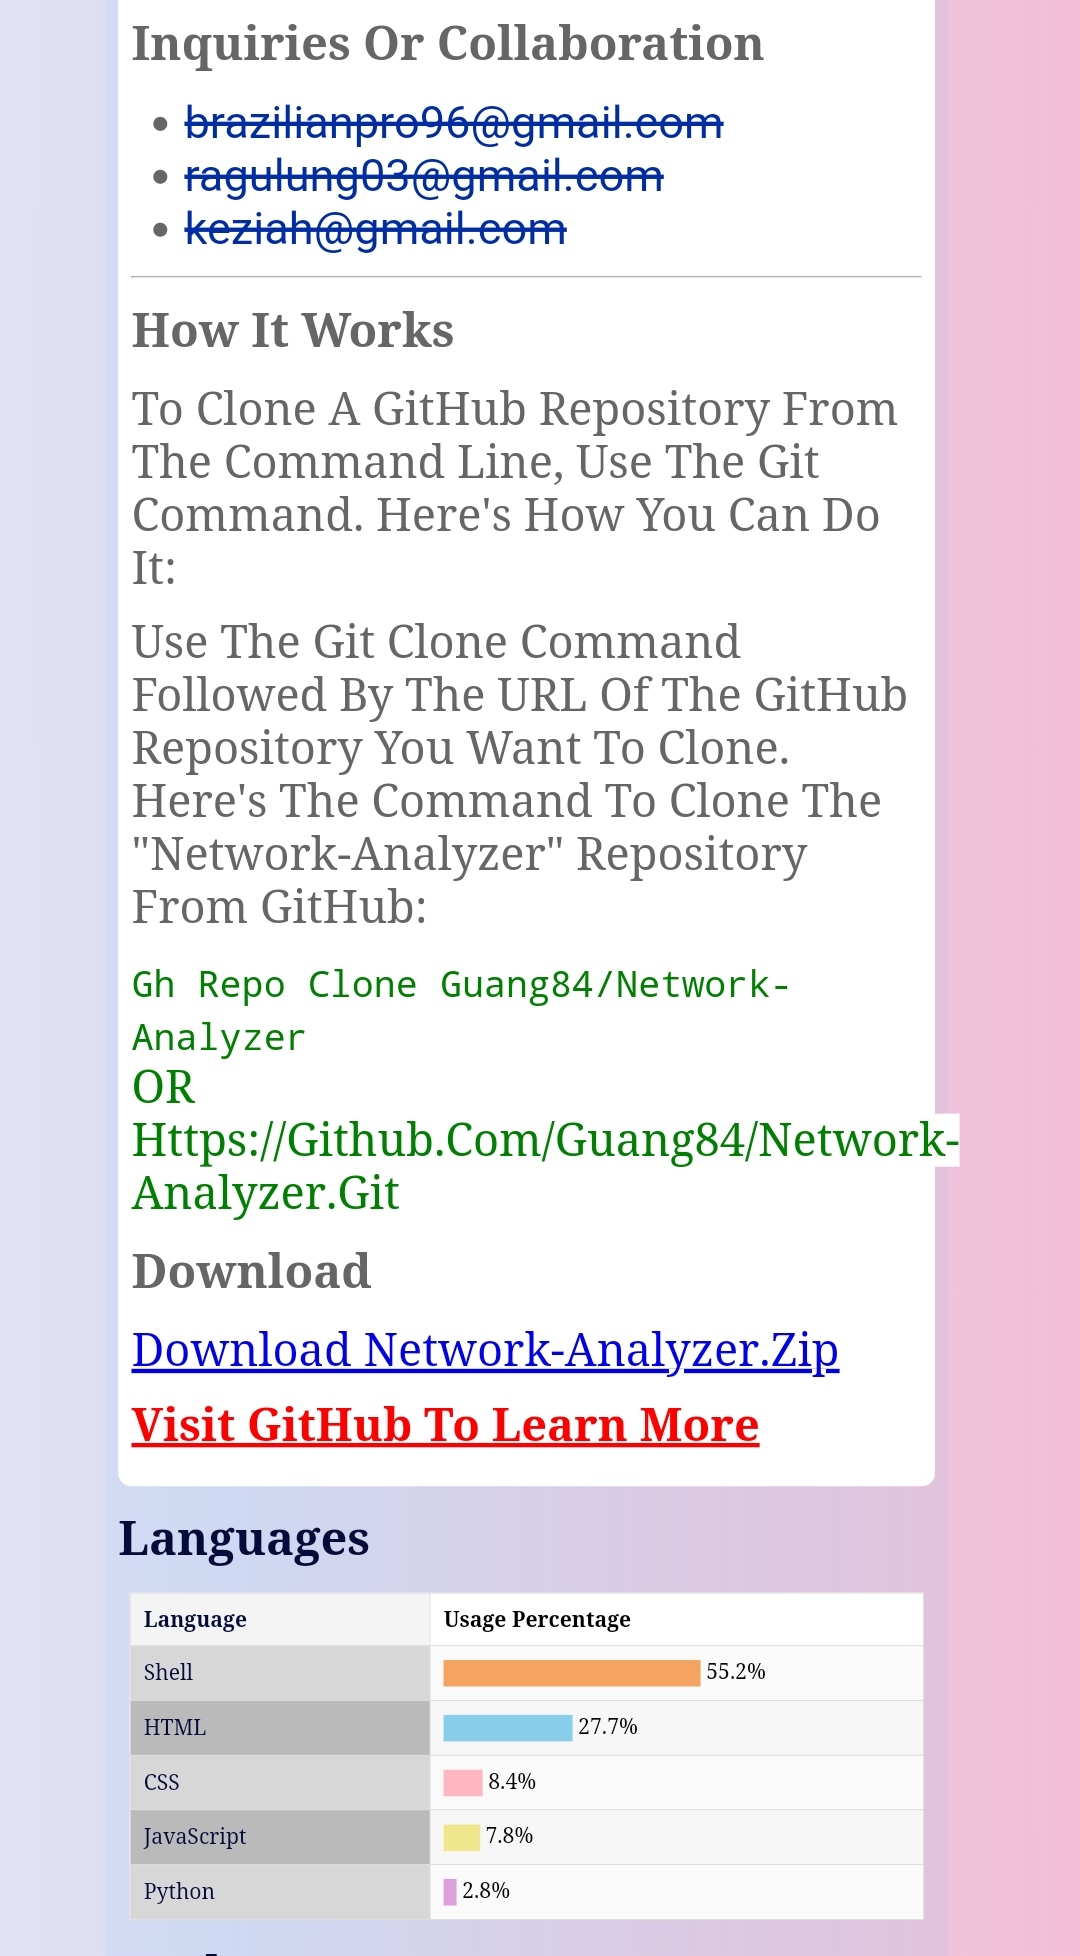 Inquiries Or Collaboration
brazilianpro96@gmail.com
ragulung03@gmail.com
keziah@gmail.com
How It Works
To Clone A GitHub Repository From
The Command Line, Use The Git
Command. Here's How You Can Do
It:
Use The Git Clone Command
Followed By The URL Of The GitHub
Repository You Want To Clone.
Here's The Command To Clone The
"Network-Analyzer" Repository
From GitHub:
Gh Repo Clone Guang84/Network-
Analyzer
OR
Https://Github.Com/Guang84/Network-
Analyzer.Git
Download
Download Network-Analyzer.Zip
Visit GitHub To Learn More
Languages
Language Usage Percentage
Shell 55.2%
HTML 27.7%
CSS 8.4%
JavaScript 7.8%
Python 2.8%